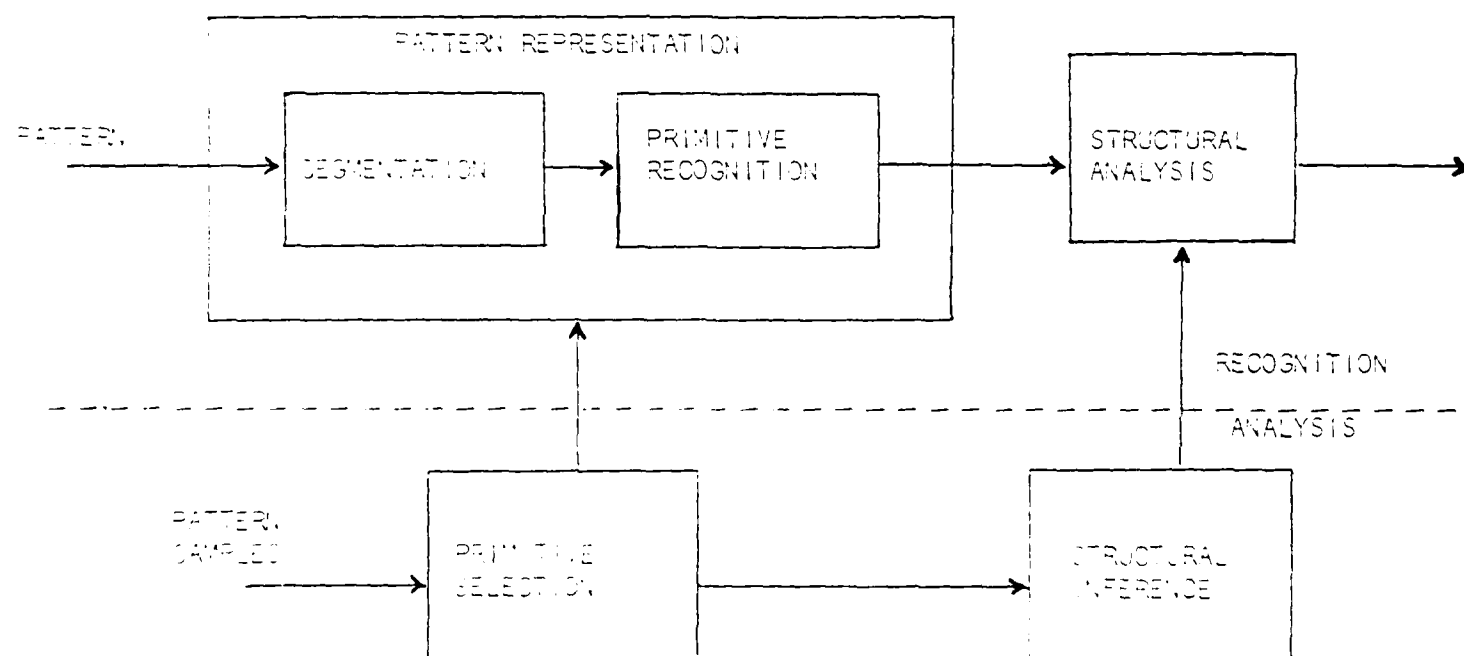 PATTERN REPRESENTATION
PATTERN
SEGMENTATION
PRIMITIVE
RECOGNITION
STRUCTURAL
ANALYSIS
RECOGNITION
ANALYSIS
PATTERN
SAMPLES
PRIMITIVE
SELECTION
STRUCTURAL
INFERENCE